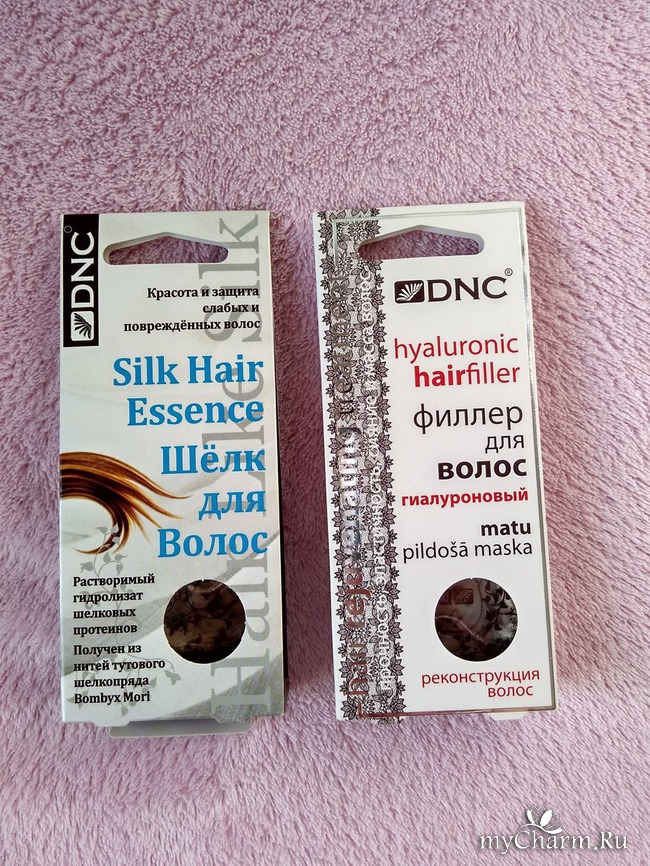 DNC
Красота и защита
слабых и
повреждённых волос
Silk Hair
Essence
Шёлк
для
Волос
Растворимый
гидролизат
шелковых
протеинов
Получен из
нитей тутового
шелкопряда
Bombyx Mori
DNC®
hyaluronic
hairfiller
филлер
для
волос
гиалуроновый
matu
pildošā maska
реконструкция
волос
myCharm.Ru